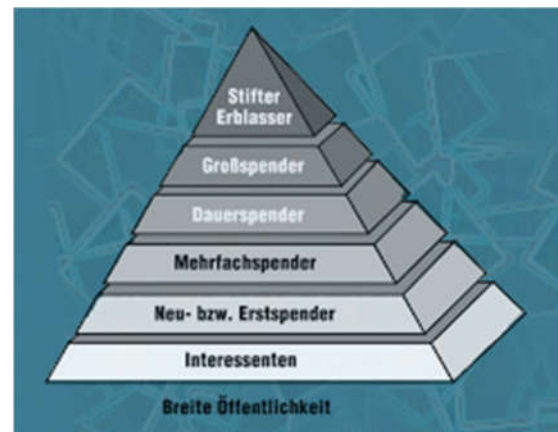 Stifter
Erblasser
Großspender
Dauerspender
Mehrfachspender
Neu- bzw. Erstspender
Interessenten
Breite Öffentlichkeit